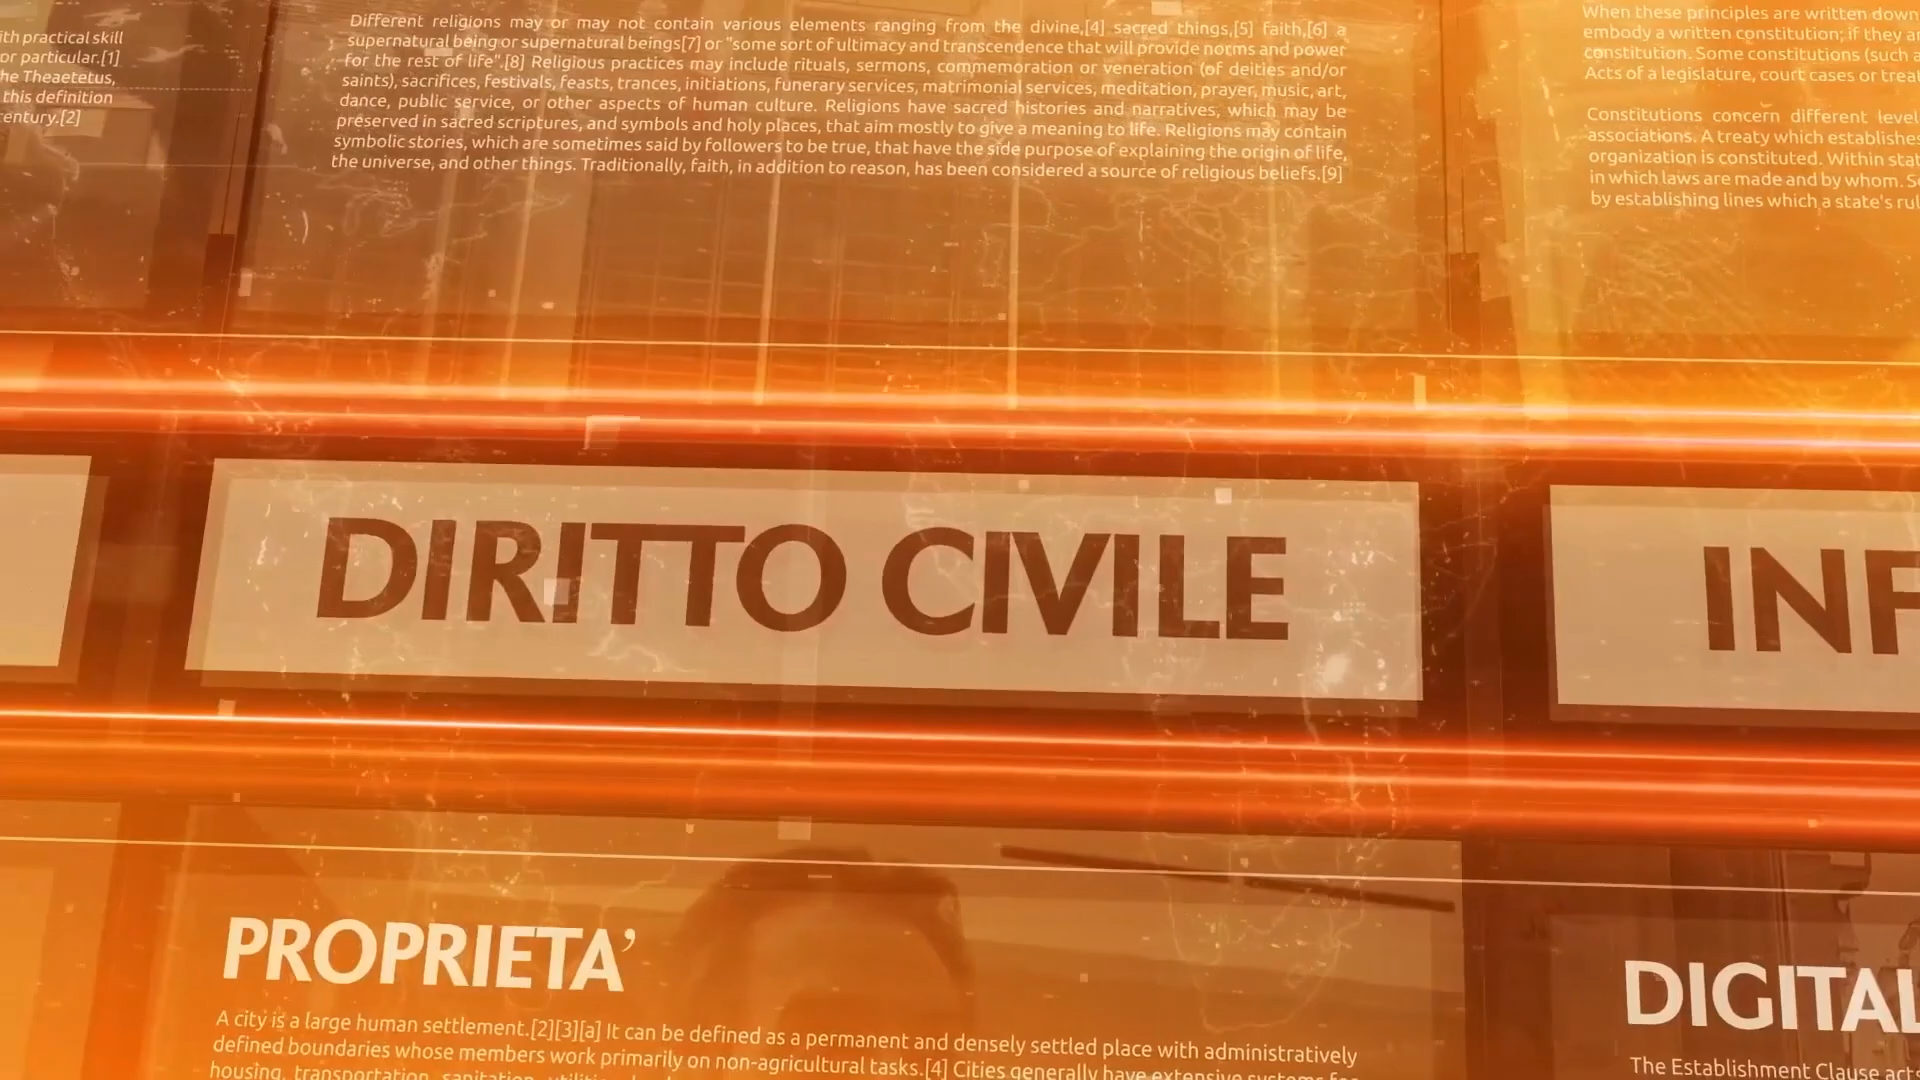 ith practical skill
or particular.[1]
he Theaetetus,
this definition
entury.[2]
Different religions may or may not contain various elements ranging from the divine,[4] sacred things,[5] faith,[6] a
supernatural being or supernatural beings[7] or "some sort of ultimacy and transcendence that will provide norms and power
for the rest of life".[8] Religious practices may include rituals, sermons, commemoration or veneration (of deities and/or
saints), sacrifices, festivals, feasts, trances, initiations, funerary services, matrimonial services, meditation, prayer, music, art,
dance, public service, or other aspects of human culture. Religions have sacred histories and narratives, which may be
preserved in sacred scriptures, and symbols and holy places, that aim mostly to give a meaning to life. Religions may contain
symbolic stories, which are sometimes said by followers to be true, that have the side purpose of explaining the origin of life,
the universe, and other things. Traditionally, faith, in addition to reason, has been considered a source of religious beliefs.[9]
When these principles are written down
embody a written constitution; if they ar
constitution. Some constitutions (such a
Acts of a legislature, court cases or treat
Constitutions concern different level
associations. A treaty which establishes
organization is constituted. Within stat
in which laws are made and by whom. S
by establishing lines which a state's rul
DIRITTO CIVILE
INF
PROPRIETA'
A city is a large human settlement.[2][3][a] It can be defined as a permanent and densely settled place with administratively
defined boundaries whose members work primarily on non-agricultural tasks.[4] Cities generally have extensive systems for
housing, transportation, sanitation,
DIGITAL
The Establishment Clause acts